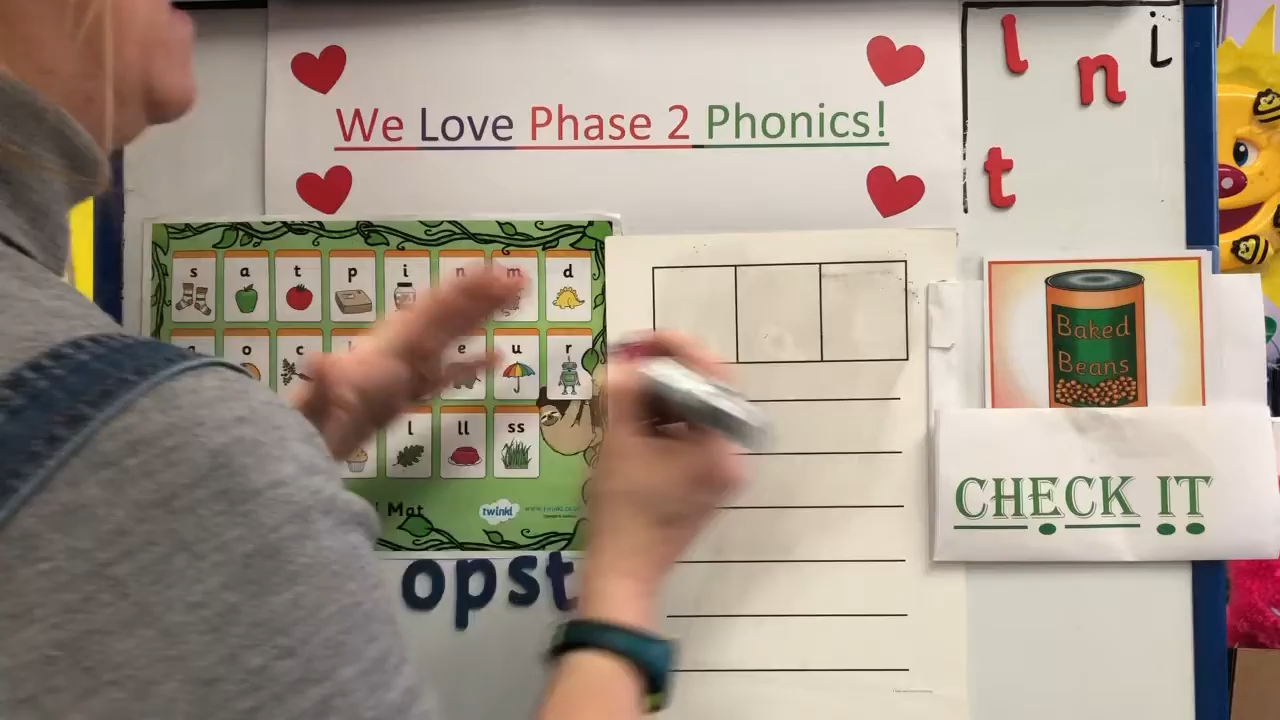 We Love Phase 2 Phonics!
l n i
t
s a t p i n m d
o c e u r
l ll ss
Mat
twinkl
opst
Baked
Beans
CHECK IT